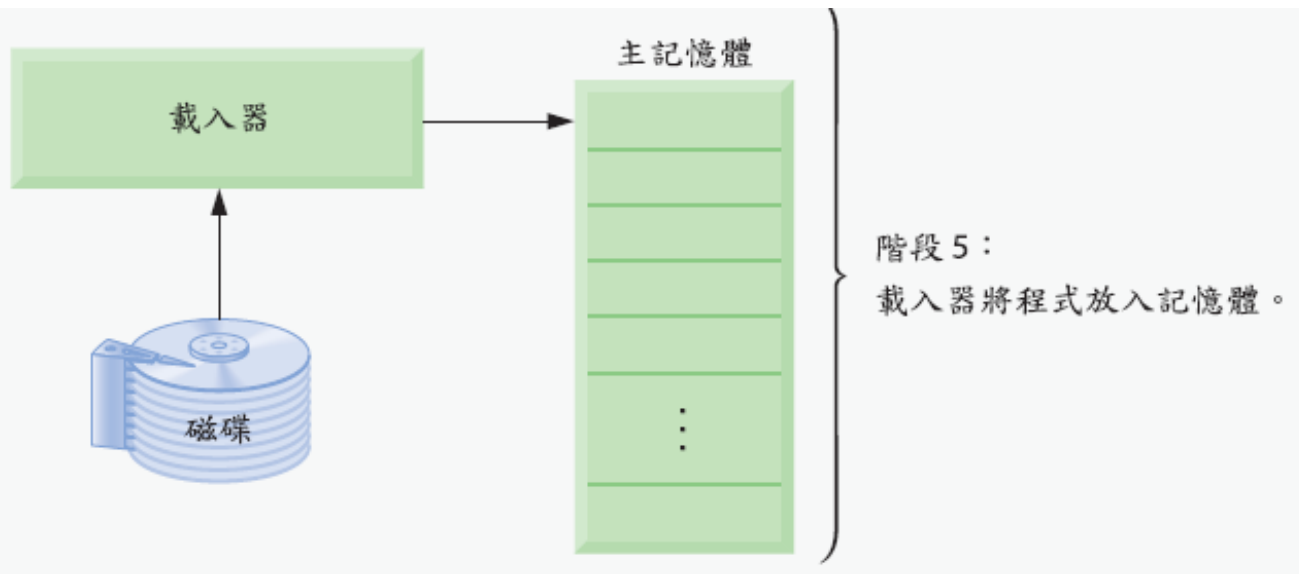 主記憶體
載入器
階段 5：
載入器將程式放入記憶體。
磁碟